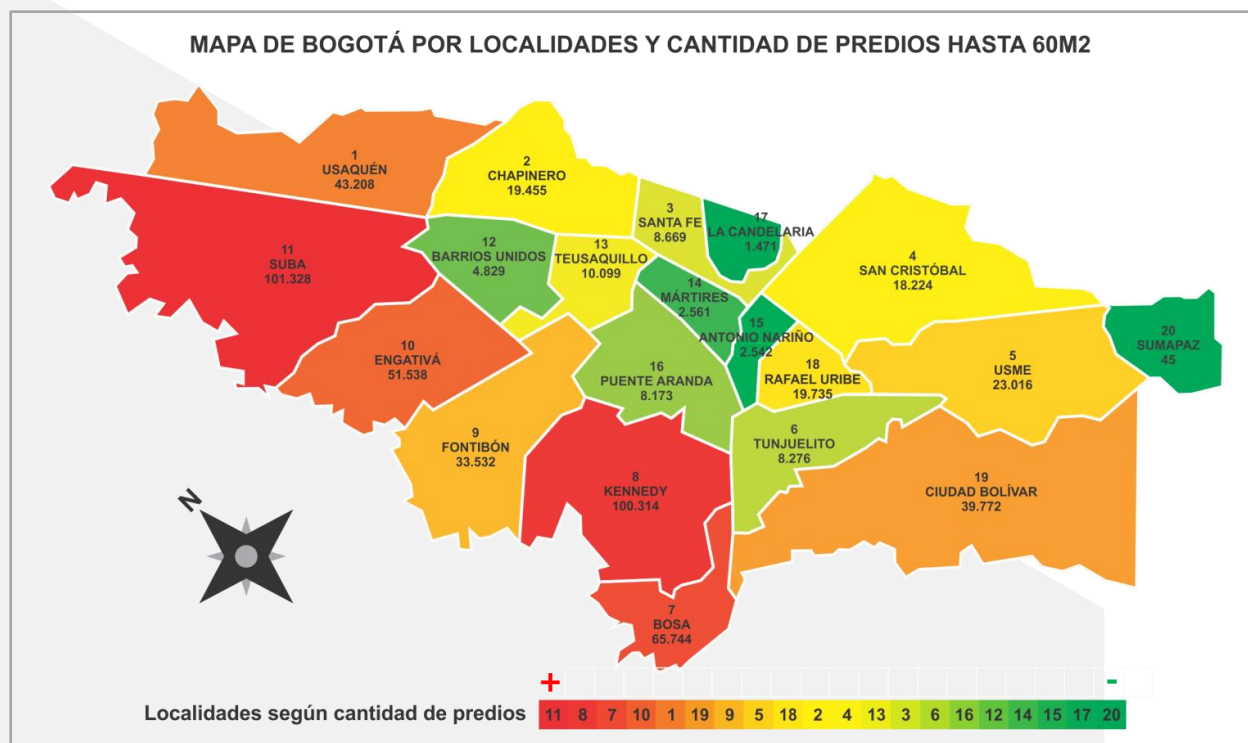 MAPA DE BOGOTÁ POR LOCALIDADES Y CANTIDAD DE PREDIOS HASTA 60M2
1
USAQUÉN
43.208
2
CHAPINERO
19.455
3
SANTA FE
8.669
17
LA CANDELARIA
1.471
11
SUBA
101.328
12
BARRIOS UNIDOS
4.829
13
TEUSAQUILLO
10.099
4
SAN CRISTÓBAL
18.224
14
MÁRTIRES
2.561
15
ANTONIO NARIÑO
2.542
20
SUMAPAZ
45
10
ENGATIVÁ
51.538
16
PUENTE ARANDA
8.173
18
RAFAEL URIBE
19.735
5
USME
23.016
9
FONTIBÓN
33.532
6
TUNJUELITO
8.276
8
KENNEDY
100.314
19
CIUDAD BOLÍVAR
39.772
N
7
BOSA
65.744
+ -
Localidades según cantidad de predios 11 8 7 10 1 19 9 5 18 2 4 13 3 6 16 12 14 15 17 20